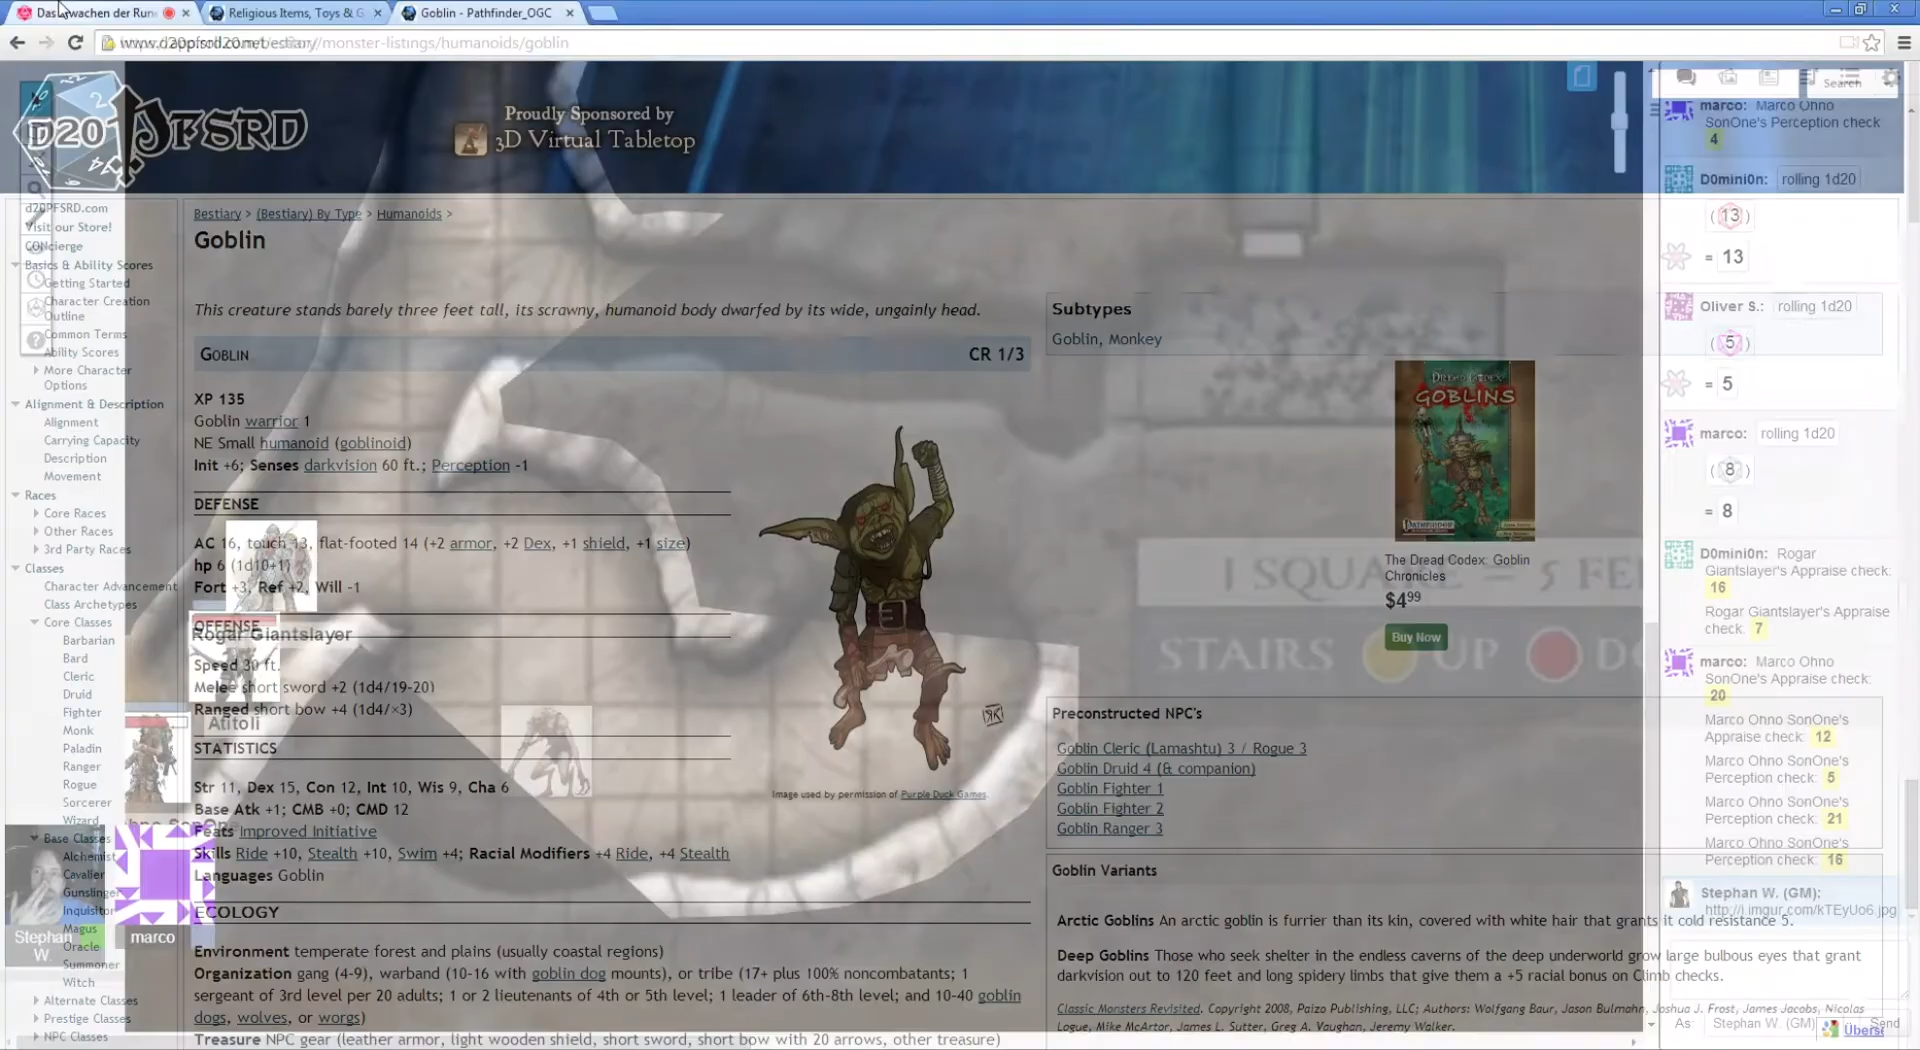 Das
wachen der Run
Religious Items, Toys & G
Goblin - Pathfinder_OGC
/monster-listings/humanoids/goblin
D20 PFSRD
Proudly Sponsored by
3D Virtual Tabletop
Search
d20PFSRD.com
Visit our Store!
CONcierge
Basics & Ability Scores
Getting Started
Character Creation
Outline
Common Terms
Ability Scores
More Character
Options
Alignment & Description
Alignment
Carrying Capacity
Description
Movement
Races
Core Races
Other Races
3rd Party Races
Classes
Character Advancement
Class Archetypes
Core Classes
Barbarian
Bard
Cleric
Druid
Fighter
Monk
Paladin
Ranger
Rogue
Sorcerer
Wizard
Base Classes
Alchemist
Cavalier
Gunslinger
Inquisitor
Magus
Oracle
Summoner
Witch
Alternate Classes
Prestige Classes
NPC Classes
Stephan
W.
marco
Bestiary > (Bestiary) By Type > Humanoids >
Goblin
This creature stands barely three feet tall, its scrawny, humanoid body dwarfed by its wide, ungainly head.
GOBLIN CR 1/3
XP 135
Goblin warrior 1
NE Small humanoid (goblinoid)
Init +6; Senses darkvision 60 ft.; Perception -1
DEFENSE
AC 16, touch 13, flat-footed 14 (+2 armor, +2 Dex, +1 shield, +1 size)
hp 6 (1d10+1)
Fort +3, Ref +2, Will -1
OFFENSE
Rogar Giantslayer
Speed 30 ft.
Melee short sword +2 (1d4/19-20)
Ranged short bow +4 (1d4/×3)
Atitoli
STATISTICS
Str 11, Dex 15, Con 12, Int 10, Wis 9, Cha 6
Base Atk +1; CMB +0; CMD 12
Feats Improved Initiative
Skills Ride +10, Stealth +10, Swim +4; Racial Modifiers +4 Ride, +4 Stealth
Languages Goblin
ECOLOGY
Environment temperate forest and plains (usually coastal regions)
Organization gang (4-9), warband (10-16 with goblin dog mounts), or tribe (17+ plus 100% noncombatants; 1
sergeant of 3rd level per 20 adults; 1 or 2 lieutenants of 4th or 5th level; 1 leader of 6th-8th level; and 10-40 goblin
dogs, wolves, or worgs)
Treasure NPC gear (leather armor, light wooden shield, short sword, short bow with 20 arrows, other treasure)
Image used by permission of Purple Duck Games.
Subtypes
Goblin, Monkey
DREAD CODEX:
GOBLINS
PATHFINDER
The Dread Codex: Goblin
Chronicles
$4.99
Buy Now
1 SQUARE – 5 FE
STAIRS UP DO
Preconstructed NPC's
Goblin Cleric (Lamashtu) 3 / Rogue 3
Goblin Druid 4 (& companion)
Goblin Fighter 1
Goblin Fighter 2
Goblin Ranger 3
Goblin Variants
Arctic Goblins An arctic goblin is furrier than its kin, covered with white hair that grants it cold resistance 5.
Deep Goblins Those who seek shelter in the endless caverns of the deep underworld grow large bulbous eyes that grant
darkvision out to 120 feet and long spidery limbs that give them a +5 racial bonus on Climb checks.
Classic Monsters Revisited. Copyright 2008, Paizo Publishing, LLC; Authors: Wolfgang Baur, Jason Bulmahn, Joshua J. Frost, James Jacobs, Nicolas
Logue, Mike McArtor, James L. Sutter, Greg A. Vaughan, Jeremy Walker.
marco: Marco Ohno
SonOne's Perception check:
4
D0mini0n: rolling 1d20
(13)
= 13
Oliver S.: rolling 1d20
(5)
= 5
marco: rolling 1d20
(8)
= 8
D0mini0n: Rogar
Giantslayer's Appraise check:
16
Rogar Giantslayer's Appraise
check: 7
marco: Marco Ohno
SonOne's Appraise check:
20
Marco Ohno SonOne's
Appraise check: 12
Marco Ohno SonOne's
Perception check: 5
Marco Ohno SonOne's
Perception check: 21
Marco Ohno SonOne's
Perception check: 16
Stephan W. (GM):
http://i.imgur.com/kTEyUo6.jpg
As: Stephan W. (GM) Send
Überse